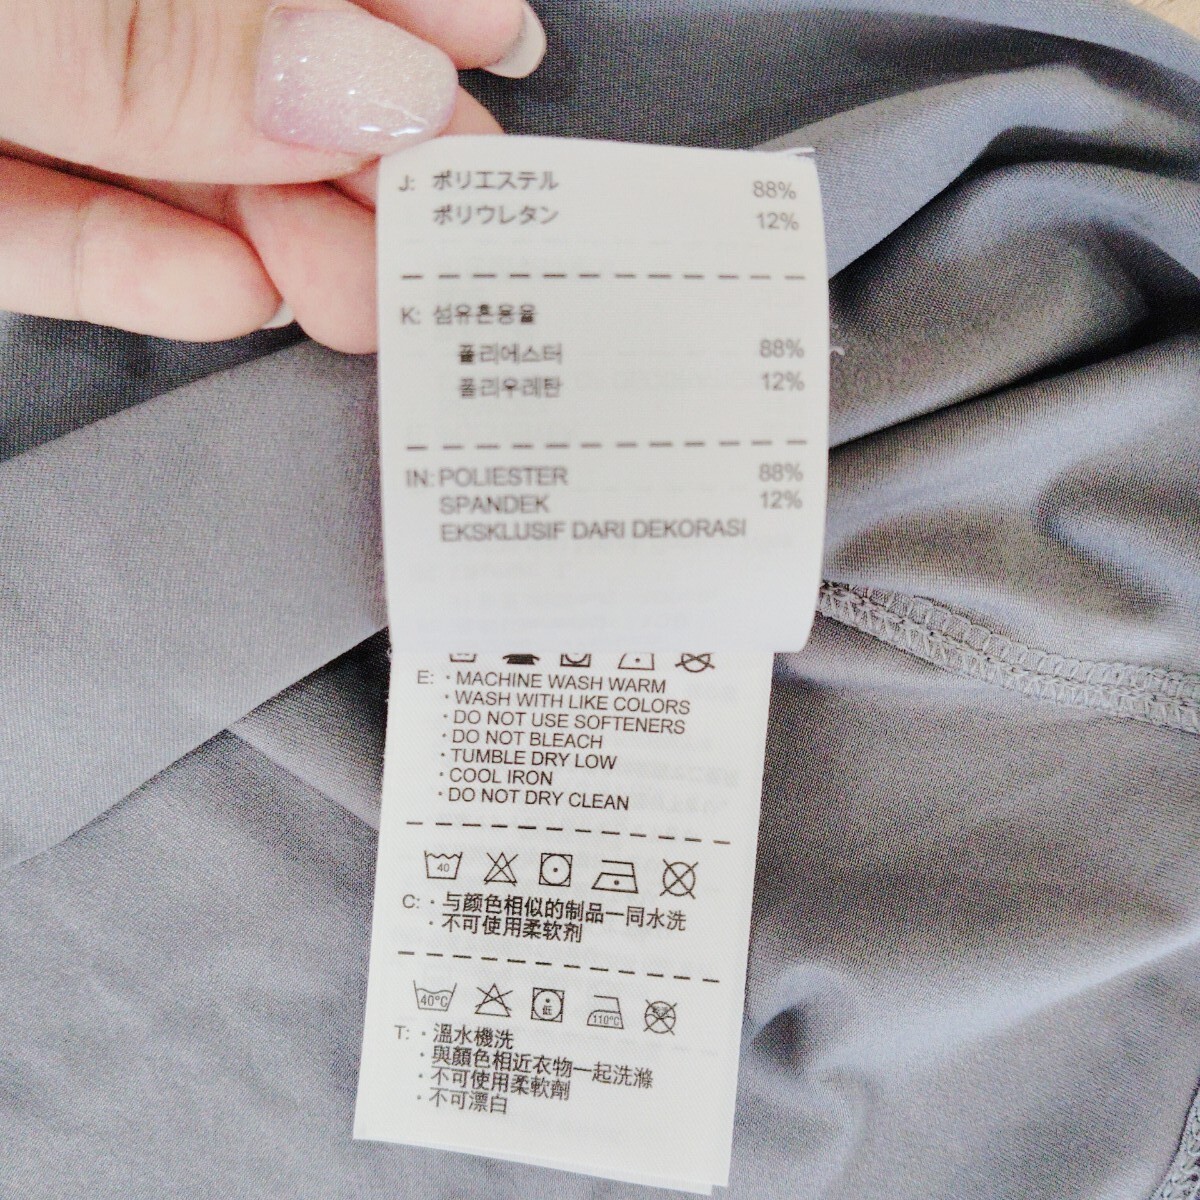 J: ポリエステル 88%
ポリウレタン 12%
K: 섬유혼용율
폴리에스터 88%
폴리우레탄 12%
IN: POLIESTER 88%
SPANDEK 12%
EKSKLUSIF DARI DEKORASI
E: · MACHINE WASH WARM
· WASH WITH LIKE COLORS
· DO NOT USE SOFTENERS
· DO NOT BLEACH
· TUMBLE DRY LOW
· COOL IRON
· DO NOT DRY CLEAN
40
C: · 与颜色相似的制品一同水洗
· 不可使用柔软剂
40°C 低 110°C
T: · 溫水機洗
· 與顏色相近衣物一起洗滌
· 不可使用柔軟劑
· 不可漂白